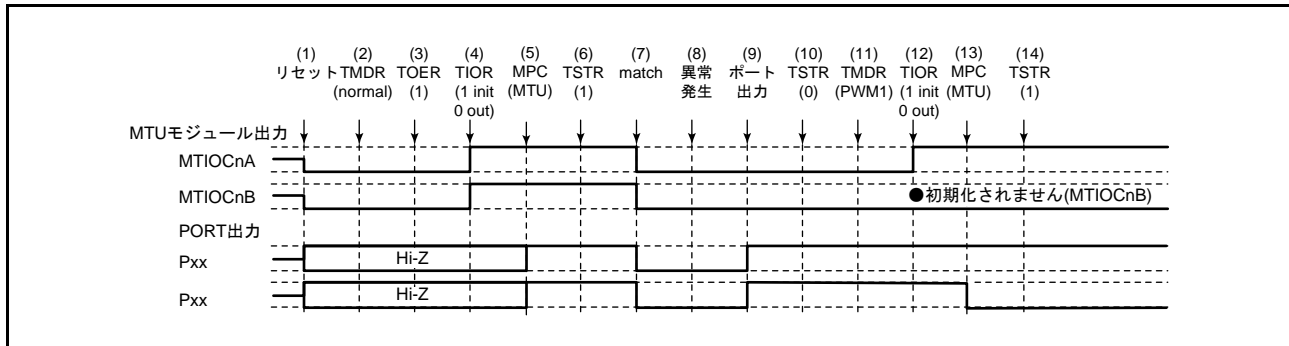 (1) (2) (3) (4) (5) (6) (7) (8) (9) (10) (11) (12) (13) (14)
リセット TMDR TOER TIOR MPC TSTR match 異常 ポート TSTR TMDR TIOR MPC TSTR
(normal) (1) (1 init (MTU) (1) 発生 出力 (0) (PWM1) (1 init (MTU) (1)
0 out) 0 out)
MTUモジュール出力
MTIOCnA
MTIOCnB ●初期化されません(MTIOCnB)
PORT出力
Pxx Hi-Z
Pxx Hi-Z